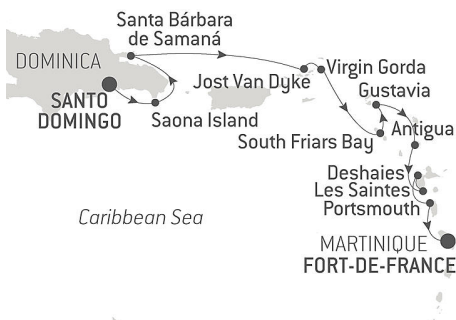 Santa Bárbara
de Samaná
DOMINICA
Jost Van Dyke
Virgin Gorda
Gustavia
SANTO
DOMINGO
Saona Island
South Friars Bay
Antigua
Deshaies
Les Saintes
Portsmouth
Caribbean Sea
MARTINIQUE
FORT-DE-FRANCE